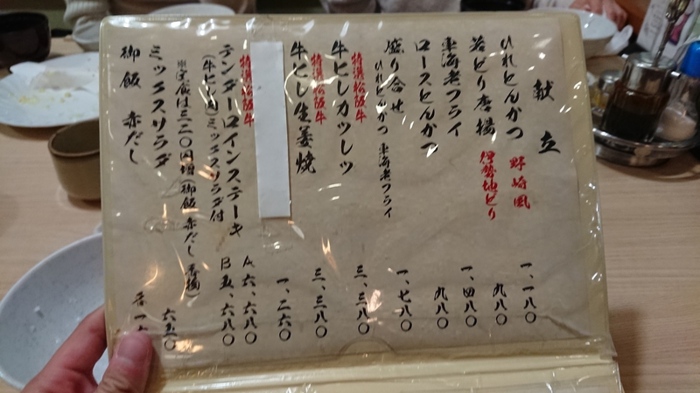 献立
ひれとんかつ 野崎風 一、一八〇
若どり唐揚 伊勢地どり 九八〇
車海老フライ 一、四八〇
ロースとんかつ 九八〇
盛り合せ ひれとんかつ 車海老フライ 一、七八〇
特選松阪牛
牛ヒレカツレツ 三、三八〇
特選松阪牛
牛ヒレ生姜焼 三、三八〇
一、二六〇
特選松阪牛
テンダーロインステーキ A 六、六八〇
(牛ヒレ肉)ミックスサラダ付 B 五、六八〇
※定食は三二〇円増(御飯 赤だし 香物)
ミックスサラダ 六五〇
御飯 赤だし 各一